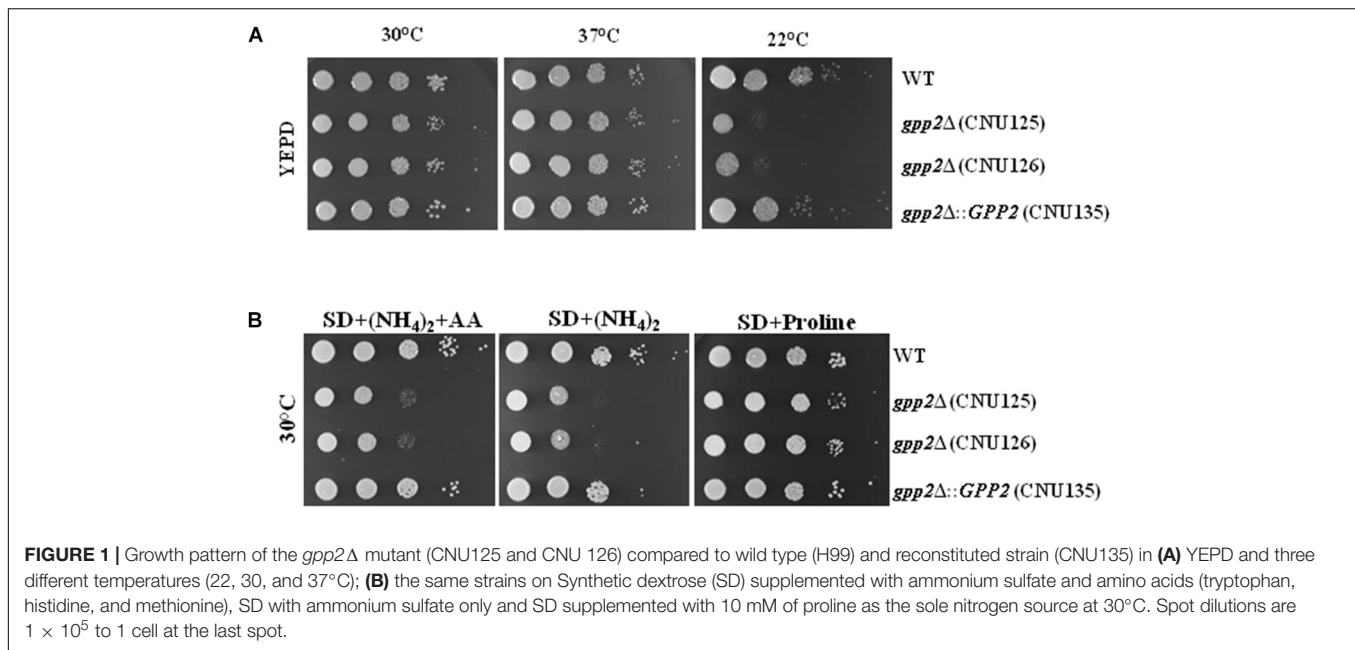 A
30°C 37°C 22°C
YEPD
WT
gpp2Δ (CNU125)
gpp2Δ (CNU126)
gpp2Δ::GPP2 (CNU135)
B
SD+(NH4)2+AA SD+(NH4)2 SD+Proline
30°C
WT
gpp2Δ (CNU125)
gpp2Δ (CNU126)
gpp2Δ::GPP2 (CNU135)
FIGURE 1 | Growth pattern of the gpp2Δ mutant (CNU125 and CNU 126) compared to wild type (H99) and reconstituted strain (CNU135) in (A) YEPD and three
different temperatures (22, 30, and 37°C); (B) the same strains on Synthetic dextrose (SD) supplemented with ammonium sulfate and amino acids (tryptophan,
histidine, and methionine), SD with ammonium sulfate only and SD supplemented with 10 mM of proline as the sole nitrogen source at 30°C. Spot dilutions are
1 × 10⁵ to 1 cell at the last spot.